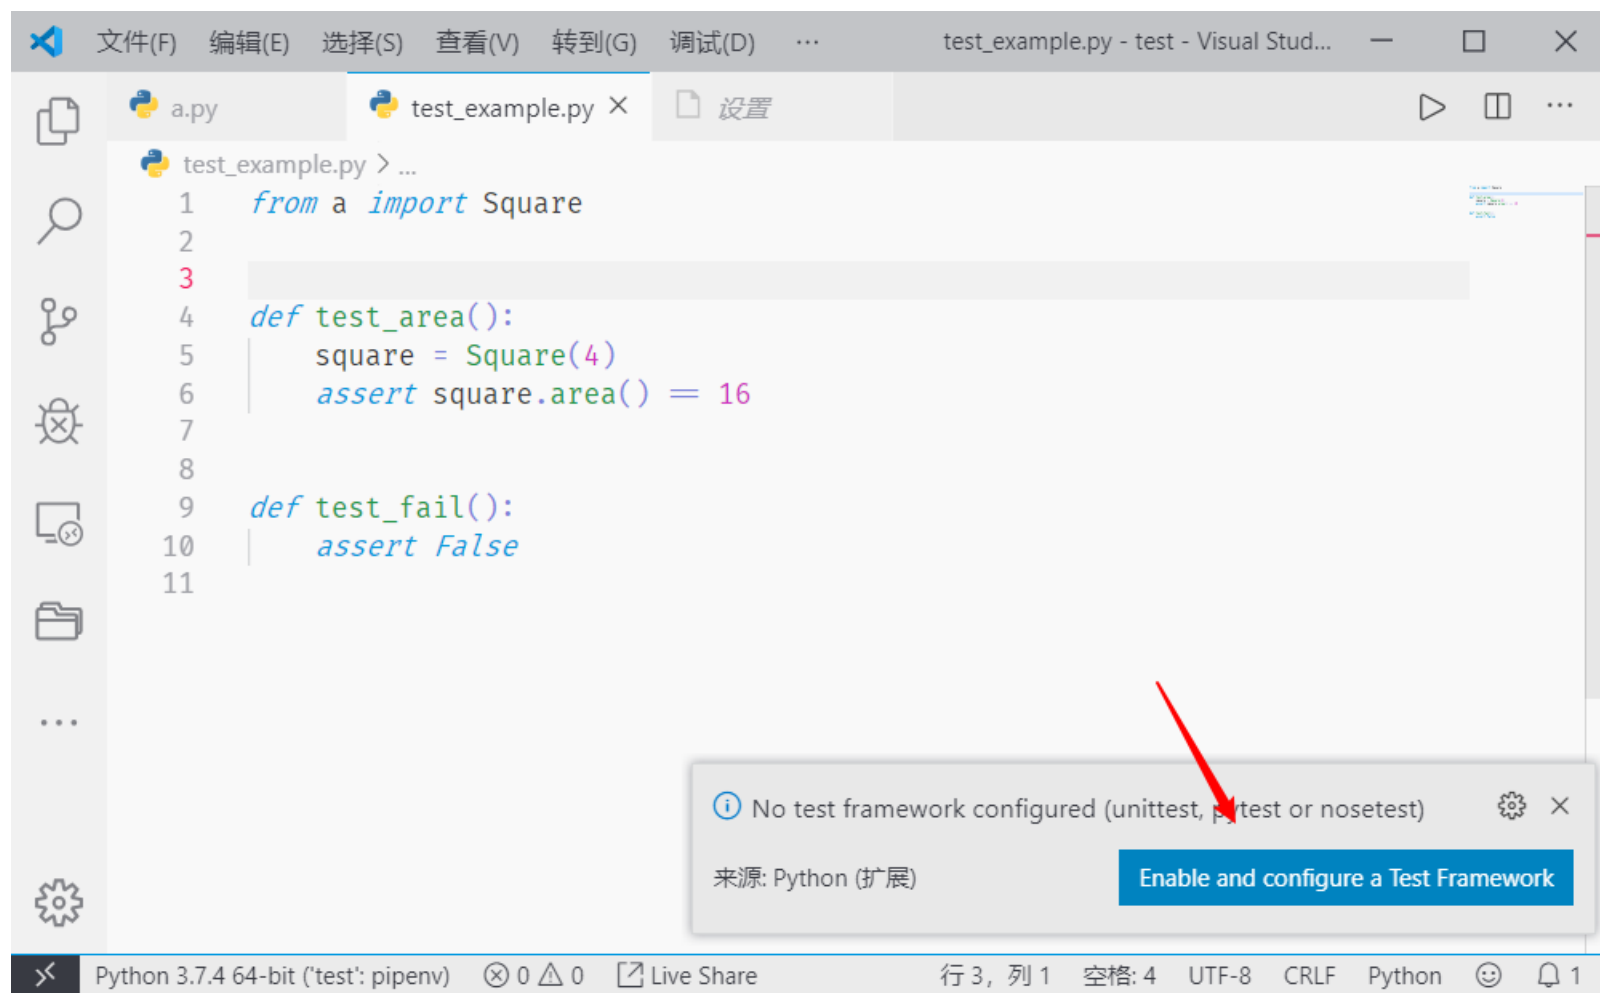 文件(F) 编辑(E) 选择(S) 查看(V) 转到(G) 调试(D) ··· test_example.py - test - Visual Stud...
a.py test_example.py 设置
test_example.py > ...
1 from a import Square
2
3
4 def test_area():
5 square = Square(4)
6 assert square.area() == 16
7
8
9 def test_fail():
10 assert False
11
No test framework configured (unittest, pytest or nosetest)
来源: Python (扩展) Enable and configure a Test Framework
Python 3.7.4 64-bit ('test': pipenv) 0 0 Live Share 行 3，列 1 空格: 4 UTF-8 CRLF Python 1